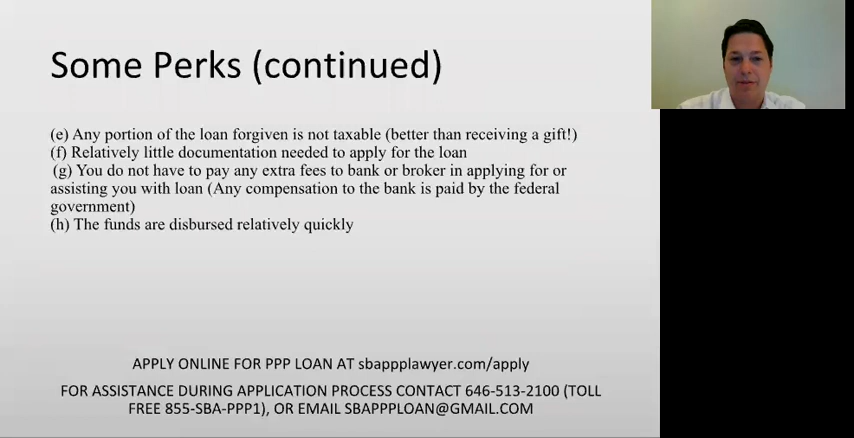 Some Perks (continued)
(e) Any portion of the loan forgiven is not taxable (better than receiving a gift!)
(f) Relatively little documentation needed to apply for the loan
(g) You do not have to pay any extra fees to bank or broker in applying for or
assisting you with loan (Any compensation to the bank is paid by the federal
government)
(h) The funds are disbursed relatively quickly
APPLY ONLINE FOR PPP LOAN AT sbappplawyer.com/apply
FOR ASSISTANCE DURING APPLICATION PROCESS CONTACT 646-513-2100 (TOLL
FREE 855-SBA-PPP1), OR EMAIL SBAPPPLOAN@GMAIL.COM